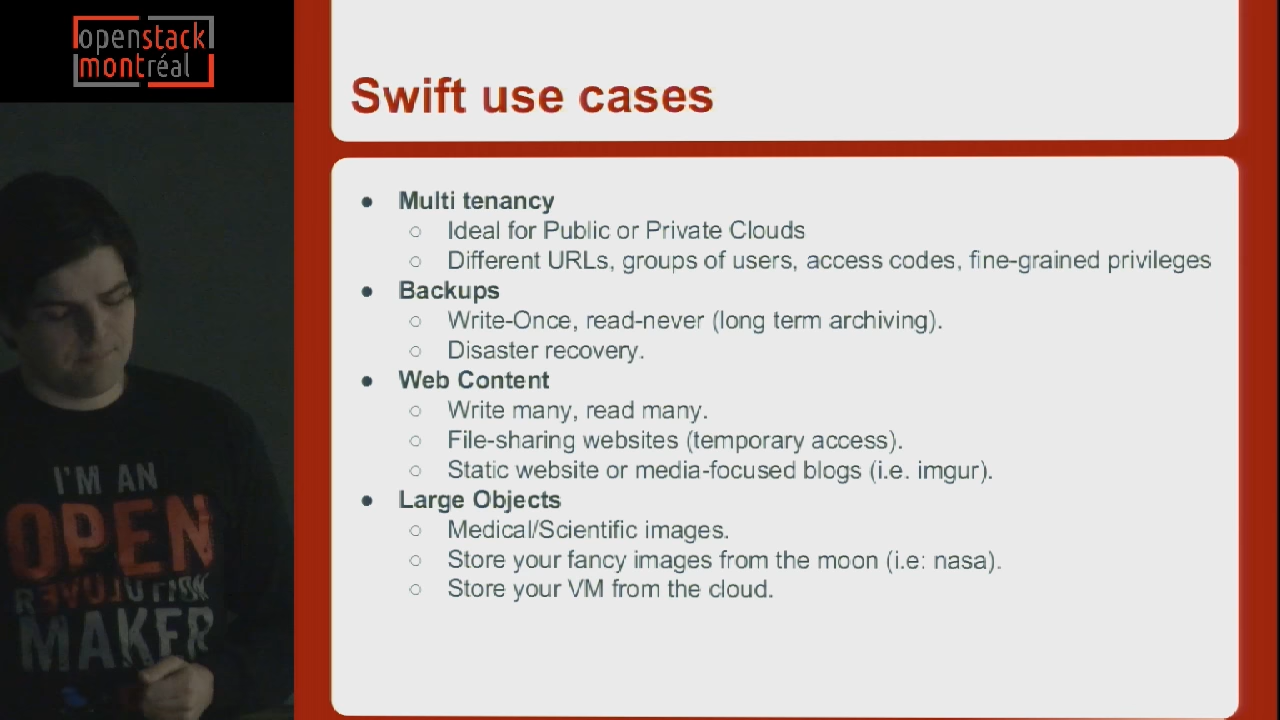 openstack
montréal
Swift use cases
● Multi tenancy
○ Ideal for Public or Private Clouds
○ Different URLs, groups of users, access codes, fine-grained privileges
● Backups
○ Write-Once, read-never (long term archiving).
○ Disaster recovery.
● Web Content
○ Write many, read many.
○ File-sharing websites (temporary access).
○ Static website or media-focused blogs (i.e. imgur).
● Large Objects
○ Medical/Scientific images.
○ Store your fancy images from the moon (i.e: nasa).
○ Store your VM from the cloud.
I'M AN
OPEN
REVOLUTION
MAKER